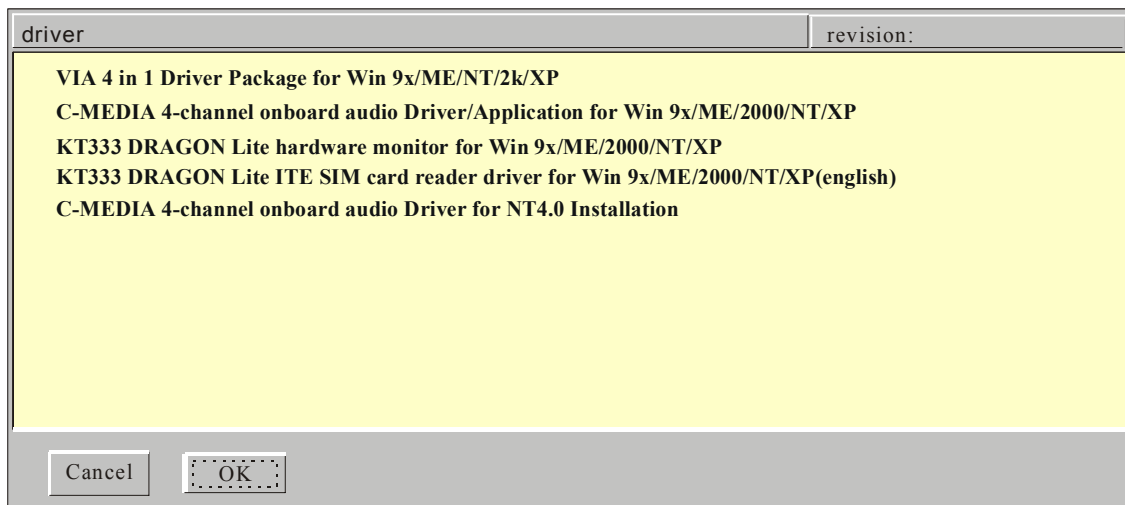 driver revision:
VIA 4 in 1 Driver Package for Win 9x/ME/NT/2k/XP
C-MEDIA 4-channel onboard audio Driver/Application for Win 9x/ME/2000/NT/XP
KT333 DRAGON Lite hardware monitor for Win 9x/ME/2000/NT/XP
KT333 DRAGON Lite ITE SIM card reader driver for Win 9x/ME/2000/NT/XP(english)
C-MEDIA 4-channel onboard audio Driver for NT4.0 Installation
Cancel OK